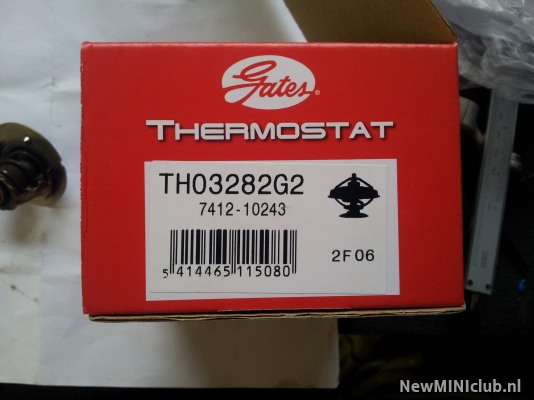 Gates®
THERMOSTAT
TH03282G2
7412-10243
5 414465 115080
2F06
NewMINIclub.nl